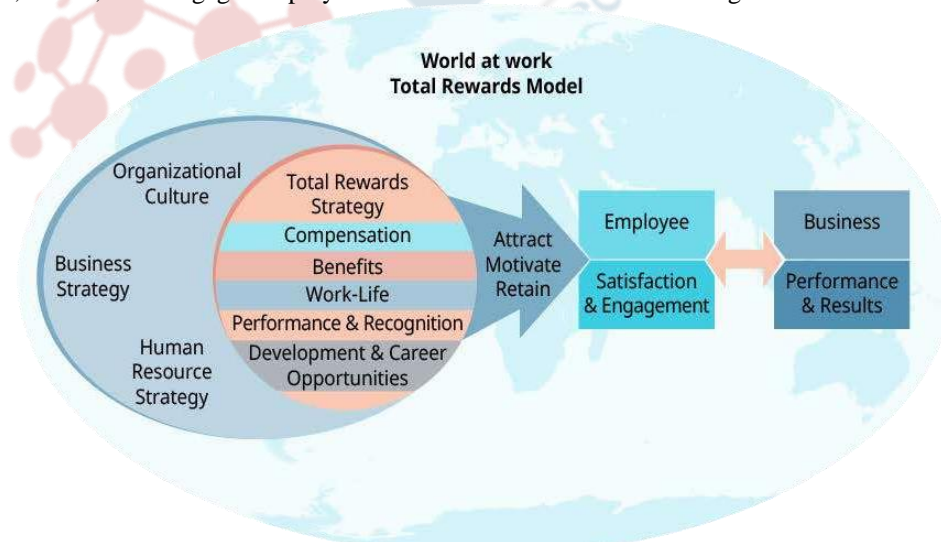 World at work
Total Rewards Model
Organizational
Culture
Business
Strategy
Human
Resource
Strategy
Total Rewards
Strategy
Compensation
Benefits
Work-Life
Performance & Recognition
Development & Career
Opportunities
Attract
Motivate
Retain
Employee
Satisfaction
& Engagement
Business
Performance
& Results